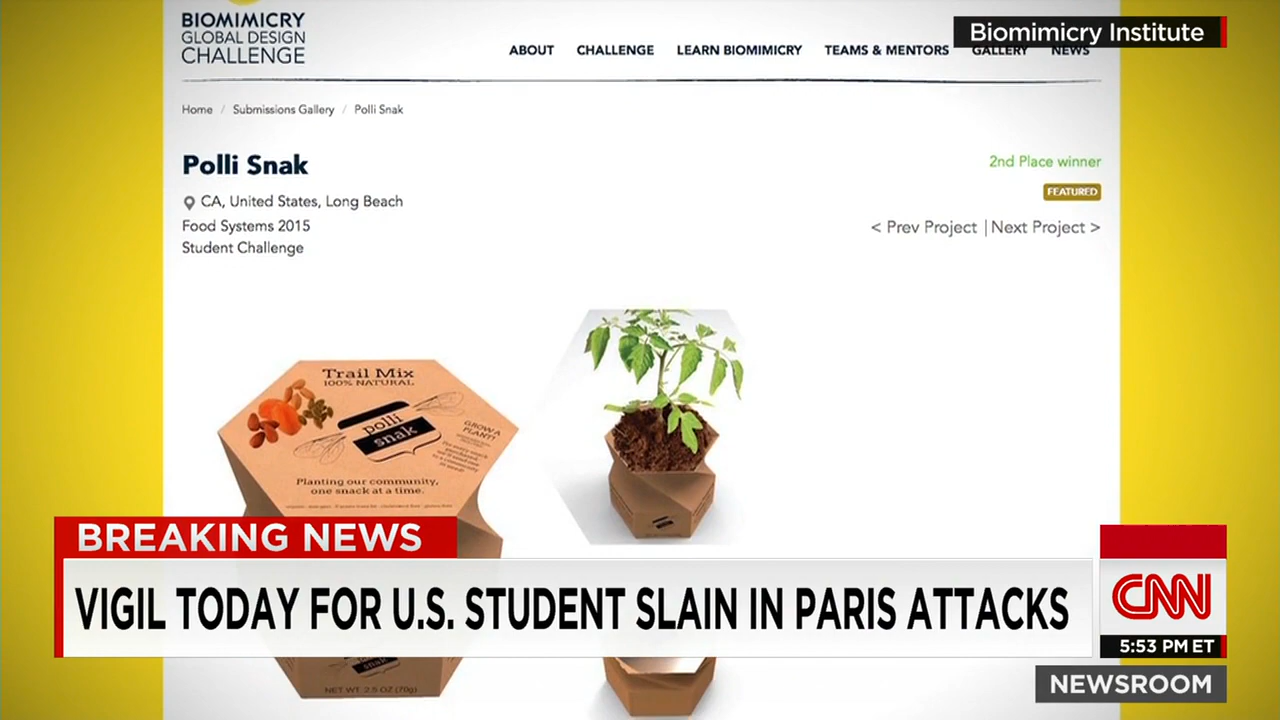 BIOMIMICRY
GLOBAL DESIGN
CHALLENGE
ABOUT CHALLENGE LEARN BIOMIMICRY TEAMS & MENTORS GALLERY NEWS
Biomimicry Institute
Home / Submissions Gallery / Polli Snak
Polli Snak
2nd Place winner
CA, United States, Long Beach
FEATURED
Food Systems 2015
< Prev Project | Next Project >
Student Challenge
Trail Mix
100% NATURAL
polli
snak
GROW A
PLANT!
Planting our community,
one snack at a time.
BREAKING NEWS
VIGIL TODAY FOR U.S. STUDENT SLAIN IN PARIS ATTACKS
CNN
5:53 PM ET
NEWSROOM
snak
NET WT. 2.5 OZ (70g)